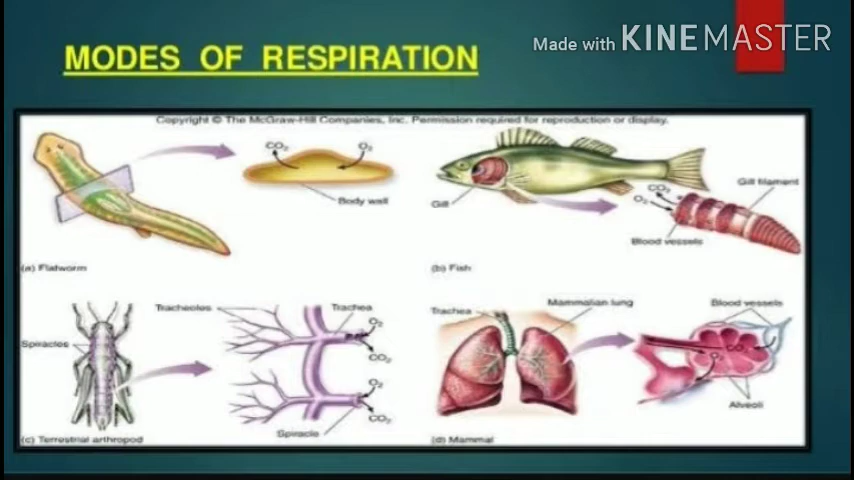 MODES OF RESPIRATION
Made with KINEMASTER
Copyright © The McGraw-Hill Companies, Inc. Permission required for reproduction or display.
CO₂
O₂
Body wall
(a) Flatworm
Gill
CO₂
O₂
Gill filament
Blood vessels
(b) Fish
Spiracles
Tracheoles
Trachea
O₂
CO₂
O₂
CO₂
Spiracle
(c) Terrestrial arthropod
Trachea
Mammalian lung
Blood vessels
CO₂
O₂
Alveoli
(d) Mammal